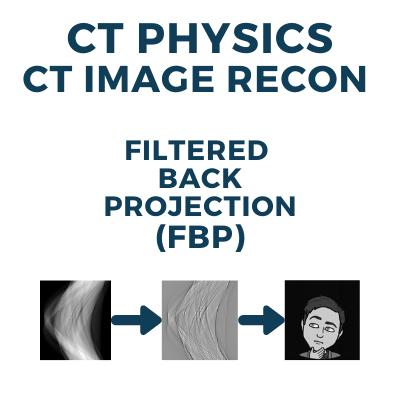 CT PHYSICS
CT IMAGE RECON
FILTERED
BACK
PROJECTION
(FBP)